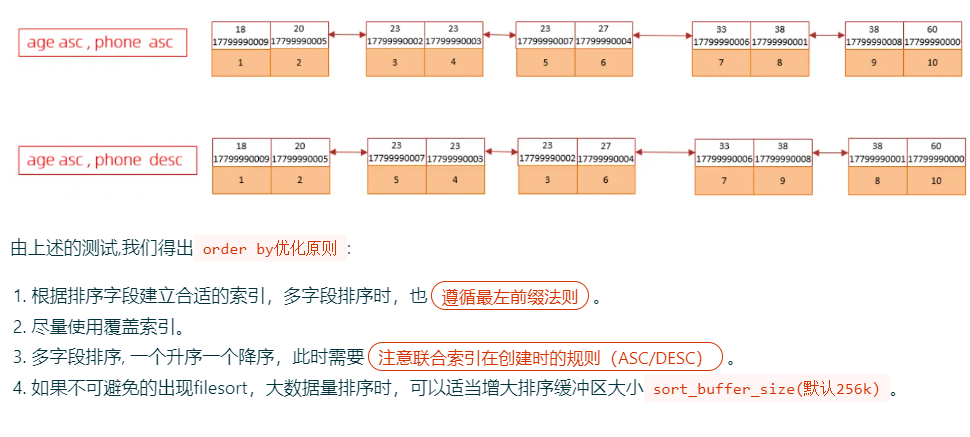 age asc , phone asc
18 20 23 23 23 27 33 38 38 60
17799990009 17799990005 17799990002 17799990003 17799990007 17799990004 17799990006 17799990001 17799990008 17799990000
1 2 3 4 5 6 7 8 9 10
age asc , phone desc
18 20 23 23 23 27 33 38 38 60
17799990009 17799990005 17799990007 17799990003 17799990002 17799990004 17799990006 17799990008 17799990001 17799990000
1 2 5 4 3 6 7 9 8 10
由上述的测试,我们得出 order by优化原则 :
1. 根据排序字段建立合适的索引，多字段排序时，也 遵循最左前缀法则 。
2. 尽量使用覆盖索引。
3. 多字段排序, 一个升序一个降序，此时需要 注意联合索引在创建时的规则（ASC/DESC） 。
4. 如果不可避免的出现filesort，大数据量排序时，可以适当增大排序缓冲区大小 sort_buffer_size(默认256k) 。